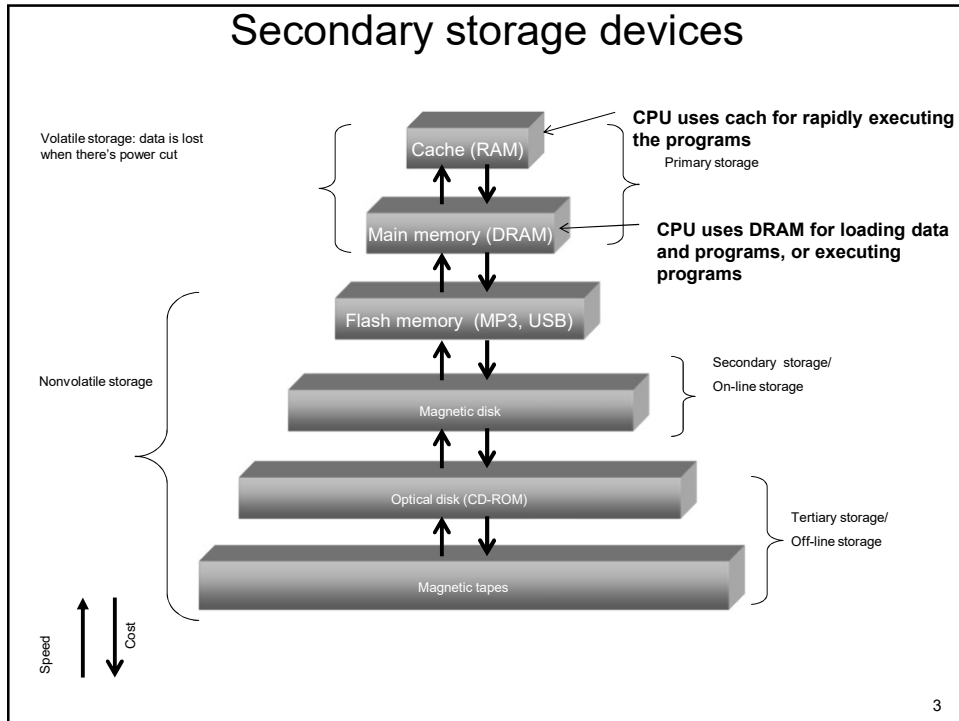 Secondary storage devices
Volatile storage: data is lost
when there's power cut
Cache (RAM)
CPU uses cach for rapidly executing
the programs
Primary storage
Main memory (DRAM)
CPU uses DRAM for loading data
and programs, or executing
programs
Flash memory (MP3, USB)
Nonvolatile storage
Magnetic disk
Secondary storage/
On-line storage
Optical disk (CD-ROM)
Tertiary storage/
Off-line storage
Magnetic tapes
Speed
Cost
3